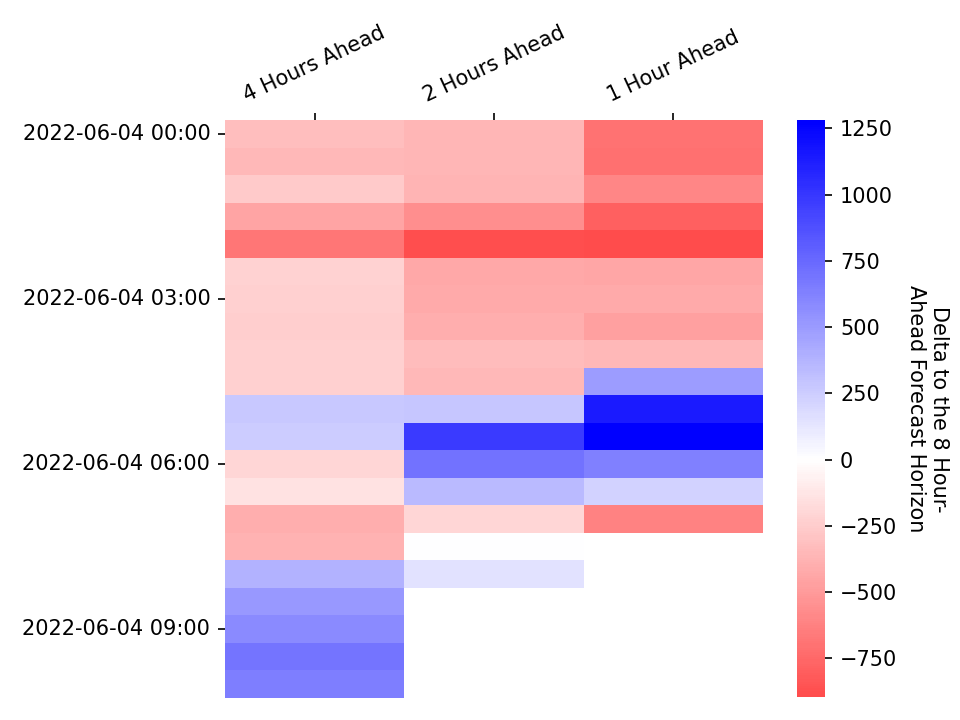 4 Hours Ahead
2 Hours Ahead
1 Hour Ahead
2022-06-04 00:00
2022-06-04 03:00
2022-06-04 06:00
2022-06-04 09:00
1250
1000
750
500
250
0
−250
−500
−750
Delta to the 8 Hour-
Ahead Forecast Horizon